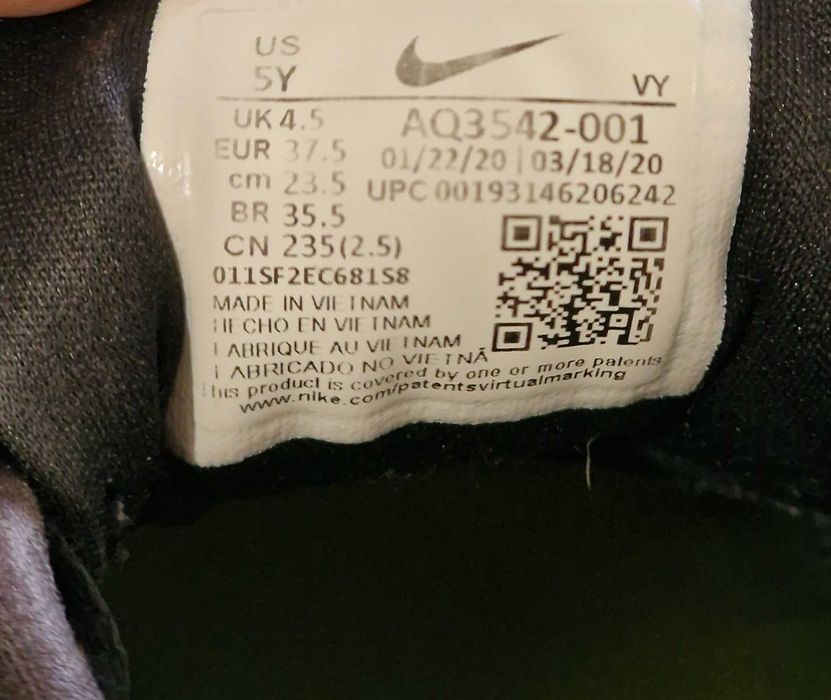 US
5Y
VY
UK 4.5
AQ3542-001
EUR 37.5
01/22/20 | 03/18/20
cm 23.5
UPC 00193146206242
BR 35.5
CN 235(2.5)
011SF2EC681S8
MADE IN VIETNAM
HECHO EN VIETNAM
FABRIQUE AU VIETNAM
FABRICADO NO VIETNÃ
This product is covered by one or more patents
www.nike.com/patentsvirtualmarking